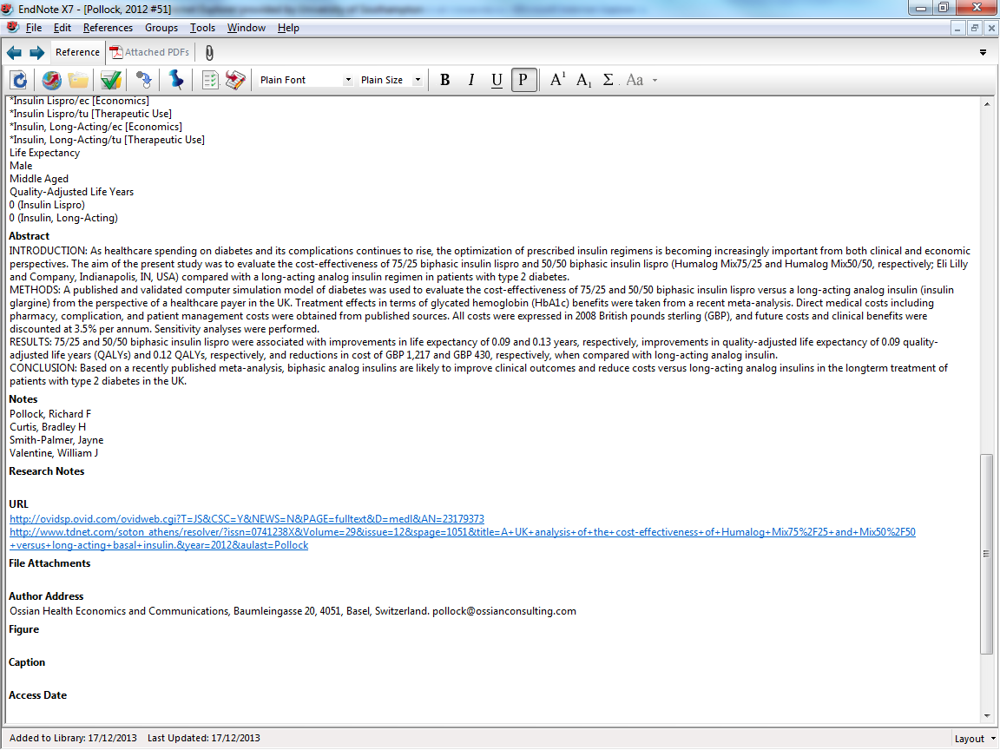 EndNote X7 - [Pollock, 2012 #51]
File Edit References Groups Tools Window Help
Reference Attached PDFs
Plain Font Plain Size B I U P A¹ A₁ Σ Aa
*Insulin Lispro/ec [Economics]
*Insulin Lispro/tu [Therapeutic Use]
*Insulin, Long-Acting/ec [Economics]
*Insulin, Long-Acting/tu [Therapeutic Use]
Life Expectancy
Male
Middle Aged
Quality-Adjusted Life Years
0 (Insulin Lispro)
0 (Insulin, Long-Acting)
Abstract
INTRODUCTION: As healthcare spending on diabetes and its complications continues to rise, the optimization of prescribed insulin regimens is becoming increasingly important from both clinical and economic
perspectives. The aim of the present study was to evaluate the cost-effectiveness of 75/25 biphasic insulin lispro and 50/50 biphasic insulin lispro (Humalog Mix75/25 and Humalog Mix50/50, respectively; Eli Lilly
and Company, Indianapolis, IN, USA) compared with a long-acting analog insulin regimen in patients with type 2 diabetes.
METHODS: A published and validated computer simulation model of diabetes was used to evaluate the cost-effectiveness of 75/25 and 50/50 biphasic insulin lispro versus a long-acting analog insulin (insulin
glargine) from the perspective of a healthcare payer in the UK. Treatment effects in terms of glycated hemoglobin (HbA1c) benefits were taken from a recent meta-analysis. Direct medical costs including
pharmacy, complication, and patient management costs were obtained from published sources. All costs were expressed in 2008 British pounds sterling (GBP), and future costs and clinical benefits were
discounted at 3.5% per annum. Sensitivity analyses were performed.
RESULTS: 75/25 and 50/50 biphasic insulin lispro were associated with improvements in life expectancy of 0.09 and 0.13 years, respectively, improvements in quality-adjusted life expectancy of 0.09 quality-
adjusted life years (QALYs) and 0.12 QALYs, respectively, and reductions in cost of GBP 1,217 and GBP 430, respectively, when compared with long-acting analog insulin.
CONCLUSION: Based on a recently published meta-analysis, biphasic analog insulins are likely to improve clinical outcomes and reduce costs versus long-acting analog insulins in the longterm treatment of
patients with type 2 diabetes in the UK.
Notes
Pollock, Richard F
Curtis, Bradley H
Smith-Palmer, Jayne
Valentine, William J
Research Notes
URL
http://ovidsp.ovid.com/ovidweb.cgi?T=JS&CSC=Y&NEWS=N&PAGE=fulltext&D=medl&AN=23179373
http://www.tdnet.com/soton_athens/resolver/?issn=0741238X&Volume=29&issue=12&spage=1051&title=A+UK+analysis+of+the+cost-effectiveness+of+Humalog+Mix75%2F25+and+Mix50%2F50
+versus+long-acting+basal+insulin.&year=2012&aulast=Pollock
File Attachments
Author Address
Ossian Health Economics and Communications, Baumleingasse 20, 4051, Basel, Switzerland. pollock@ossianconsulting.com
Figure
Caption
Access Date
Added to Library: 17/12/2013 Last Updated: 17/12/2013 Layout